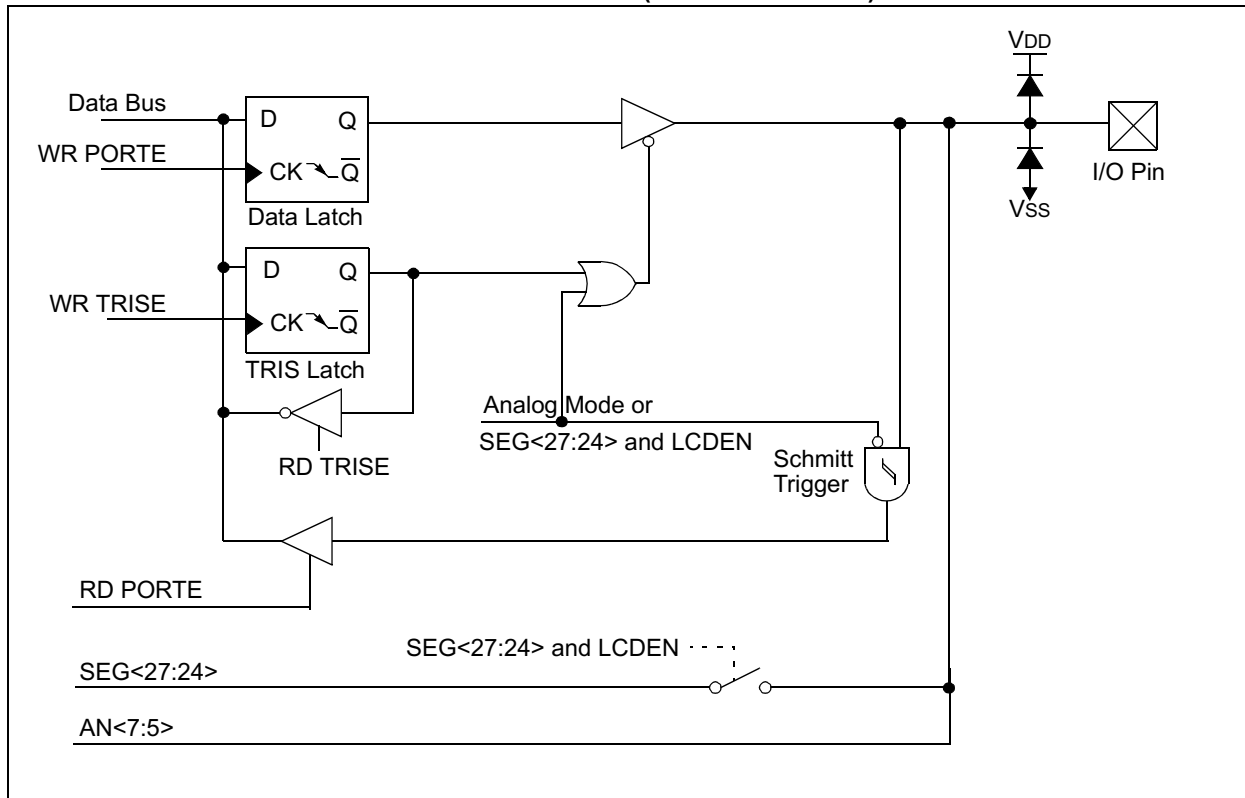 VDD
Data Bus
D Q
WR PORTE
CK Q
I/O Pin
Data Latch
VSS
D Q
WR TRISE
CK Q
TRIS Latch
Analog Mode or
SEG<27:24> and LCDEN
RD TRISE
Schmitt
Trigger
RD PORTE
SEG<27:24> and LCDEN
SEG<27:24>
AN<7:5>